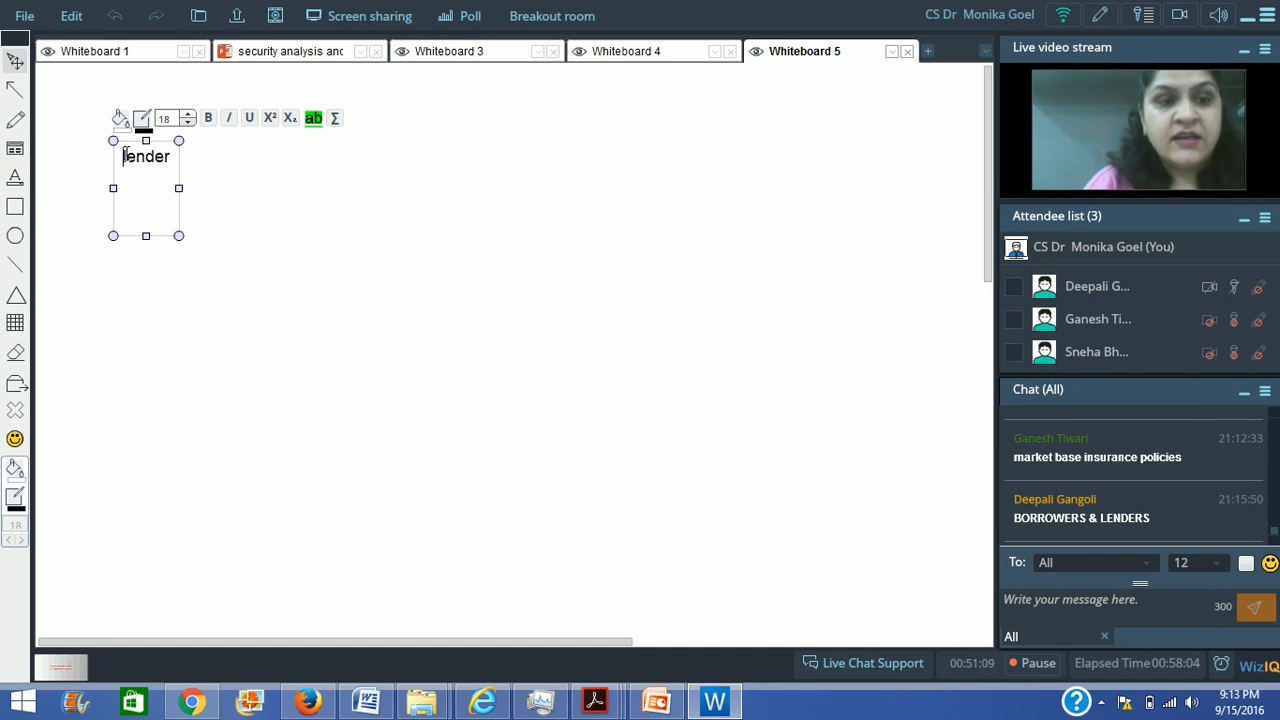 File Edit Screen sharing Poll Breakout room CS Dr Monika Goel
Whiteboard 1 security analysis anc Whiteboard 3 Whiteboard 4 Whiteboard 5
Live video stream
18 B I U X² X₂ ab Σ
lender
Attendee list (3)
CS Dr Monika Goel (You)
Deepali G...
Ganesh Ti...
Sneha Bh...
Chat (All)
Ganesh Tiwari 21:12:33
market base insurance policies
Deepali Gangoli 21:15:50
BORROWERS & LENDERS
18
To: All 12
Write your message here. 300
All
Live Chat Support 00:51:09 Pause Elapsed Time 00:58:04 WizIQ
9:13 PM
9/15/2016